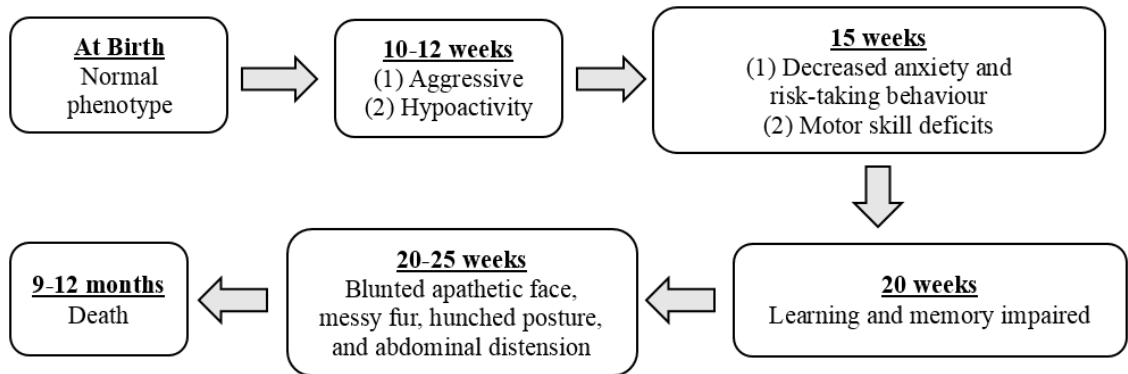 At Birth
Normal
phenotype
10-12 weeks
(1) Aggressive
(2) Hypoactivity
15 weeks
(1) Decreased anxiety and
risk-taking behaviour
(2) Motor skill deficits
20 weeks
Learning and memory impaired
20-25 weeks
Blunted apathetic face,
messy fur, hunched posture,
and abdominal distension
9-12 months
Death